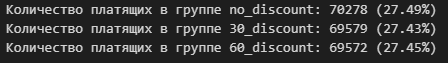 Количество платящих в группе no_discount: 70278 (27.49%)
Количество платящих в группе 30_discount: 69579 (27.43%)
Количество платящих в группе 60_discount: 69572 (27.45%)